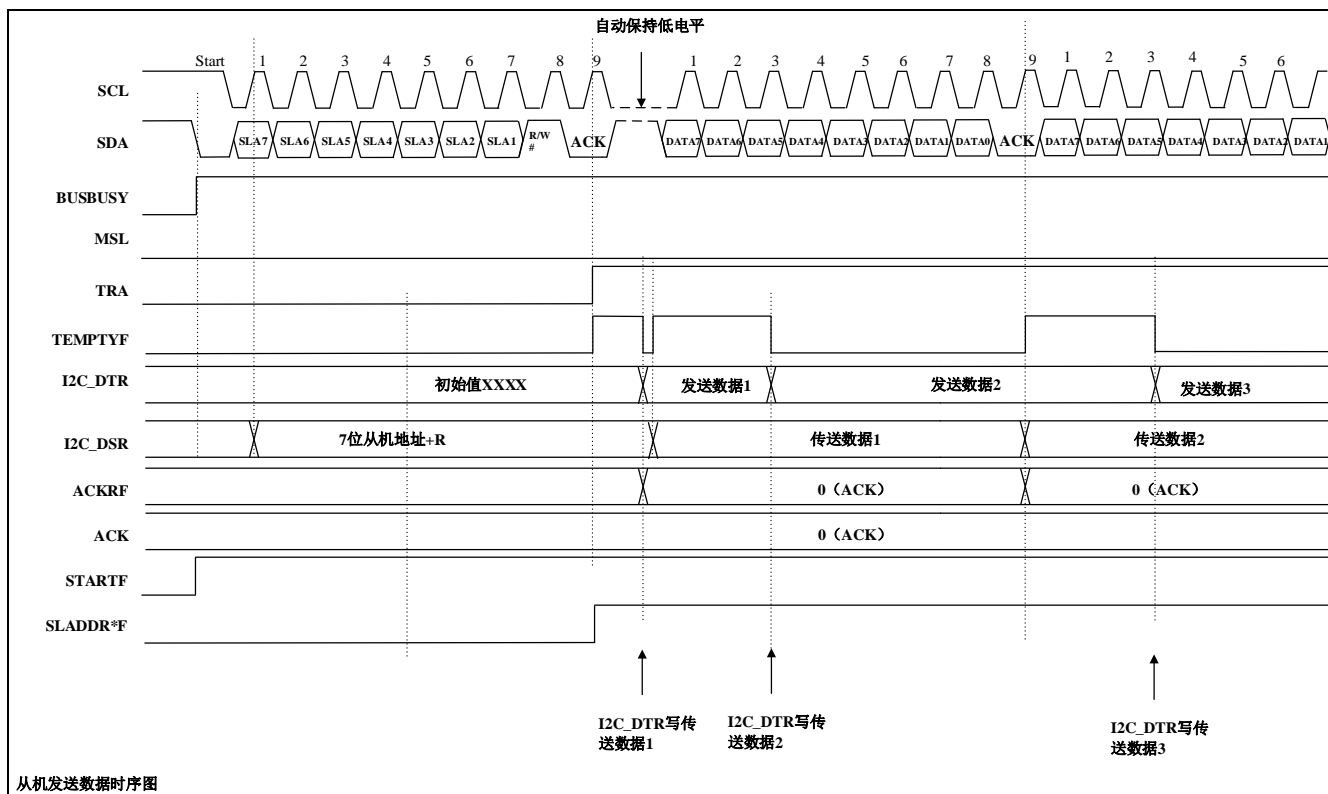 自动保持低电平
Start 1 2 3 4 5 6 7 8 9 1 2 3 4 5 6 7 8 9 1 2 3 4 5 6
SCL
SDA SLA7 SLA6 SLA5 SLA4 SLA3 SLA2 SLA1 R/W# ACK DATA7 DATA6 DATA5 DATA4 DATA3 DATA2 DATA1 DATA0 ACK DATA7 DATA6 DATA5 DATA4 DATA3 DATA2 DATA1
BUSBUSY
MSL
TRA
TEMPTYF
I2C_DTR 初始值XXXX 发送数据1 发送数据2 发送数据3
I2C_DSR 7位从机地址+R 传送数据1 传送数据2
ACKRF 0（ACK） 0（ACK）
ACK 0（ACK）
STARTF
SLADDR*F
I2C_DTR写传
送数据1
I2C_DTR写传
送数据2
I2C_DTR写传
送数据3
从机发送数据时序图